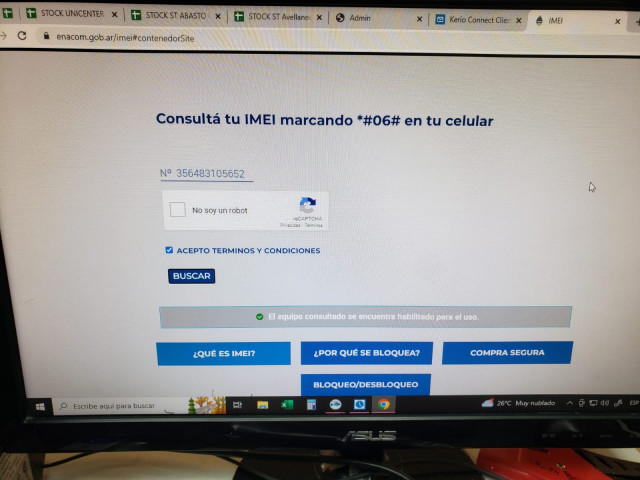 STOCK UNICENTER
STOCK ST ABASTO
STOCK ST Avellane
Admin
Kerio Connect Clien
IMEI
enacom.gob.ar/imei#contenedorSite
Consultá tu IMEI marcando *#06# en tu celular
Nº 356483105652
No soy un robot
reCAPTCHA
Privacidad - Términos
ACEPTO TERMINOS Y CONDICIONES
BUSCAR
El equipo consultado se encuentra habilitado para el uso.
¿QUÉ ES IMEI?
¿POR QUÉ SE BLOQUEA?
COMPRA SEGURA
BLOQUEO/DESBLOQUEO
Escribe aquí para buscar
26°C Muy nublado
ESP
ASUS